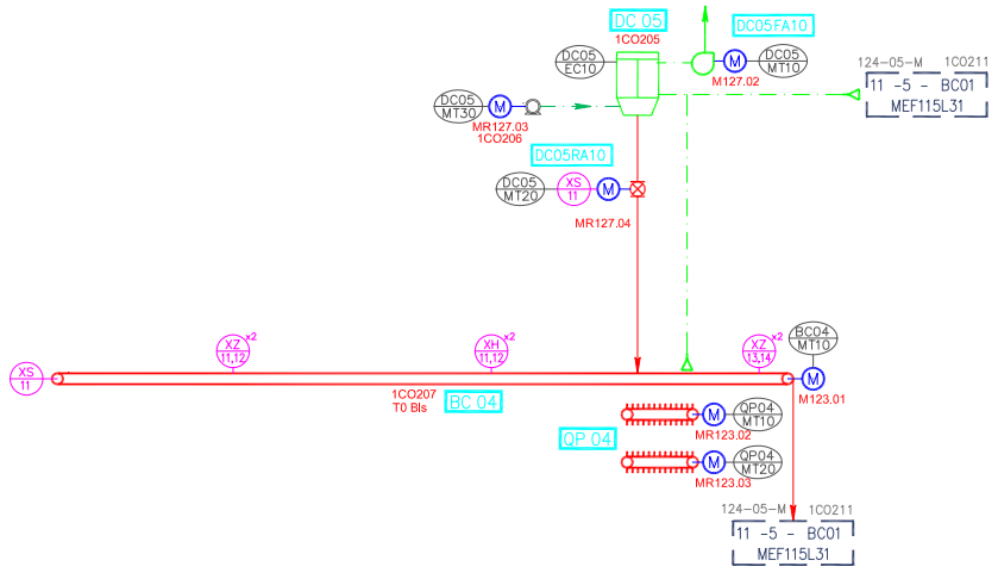 DC 05
1CO205
DC05FA10
DC05
EC10
M
M127.02
DC05
MT10
124-05-M 1CO211
11 -5 - BC01
MEF115L31
DC05
MT30
M
MR127.03
1CO206
DC05RA10
DC05
MT20
XS
11
M
MR127.04
XS
11
XZ x2
11,12
XH x2
11,12
XZ x2
13,14
BC04
MT10
M
M123.01
1CO207
T0 Bls
BC 04
QP 04
M
MR123.02
QP04
MT10
M
MR123.03
QP04
MT20
124-05-M 1CO211
11 -5 - BC01
MEF115L31